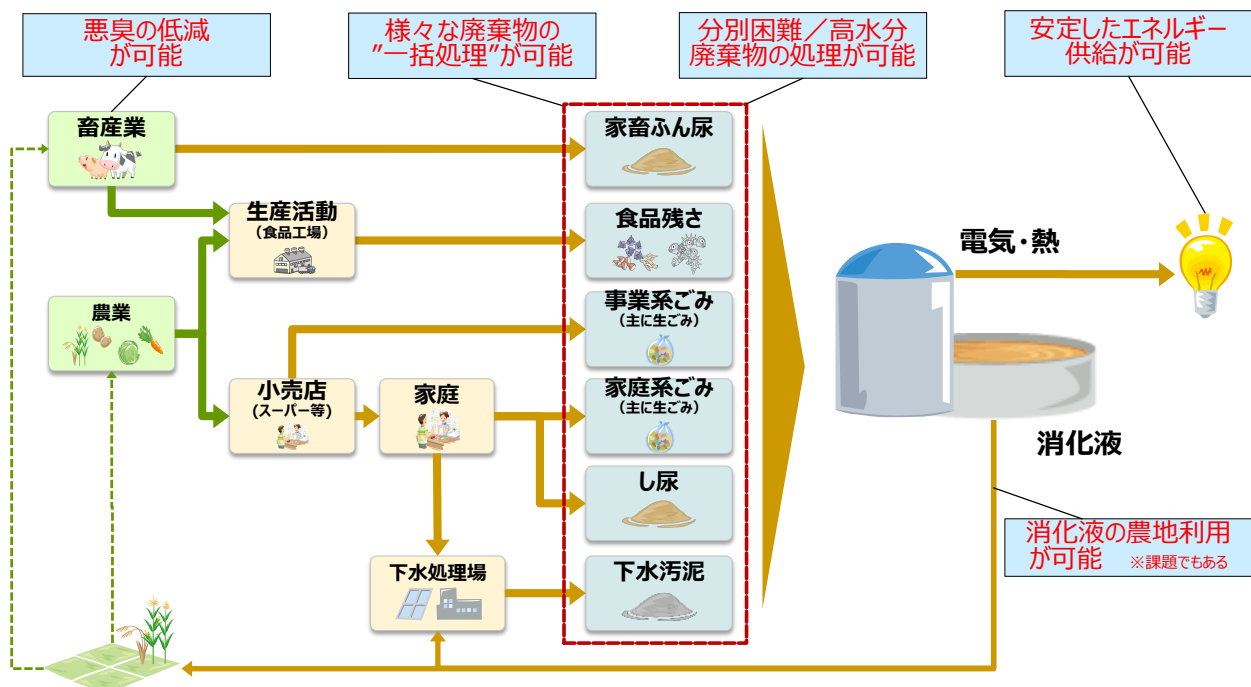 悪臭の低減
が可能
様々な廃棄物の
”一括処理”が可能
分別困難／高水分
廃棄物の処理が可能
安定したエネルギー
供給が可能
畜産業
家畜ふん尿
生産活動
（食品工場）
食品残さ
電気・熱
農業
事業系ごみ
（主に生ごみ）
小売店
(スーパー等)
家庭
家庭系ごみ
（主に生ごみ）
消化液
し尿
消化液の農地利用
が可能 ※課題でもある
下水処理場
下水汚泥